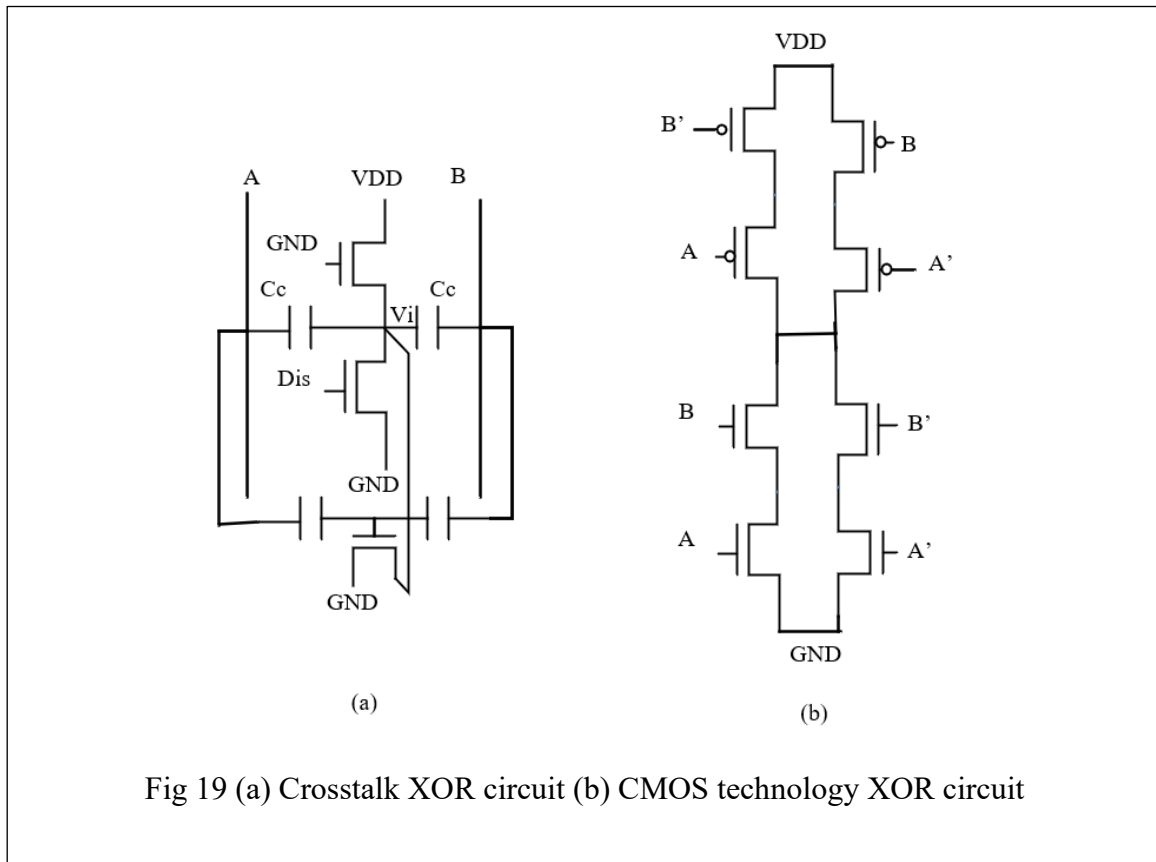 A
VDD
B
GND
Cc
Cc
Vi
Dis
GND
GND
(a)
VDD
B’
B
A
A’
B
B’
A
A’
GND
(b)
Fig 19 (a) Crosstalk XOR circuit (b) CMOS technology XOR circuit